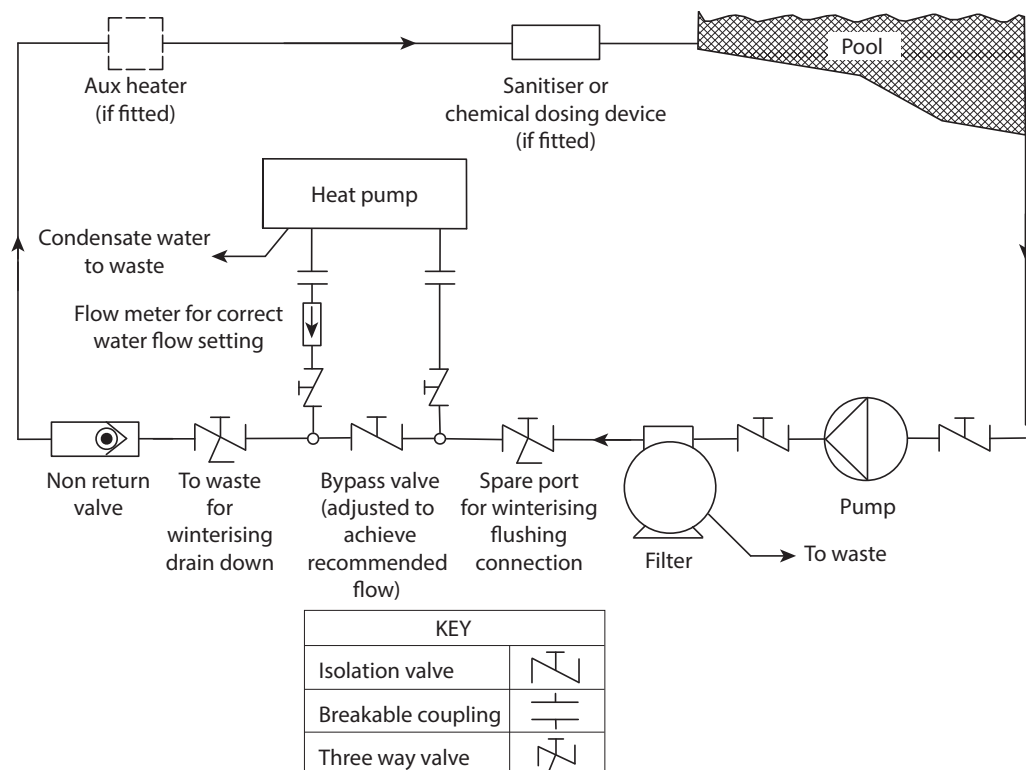 Pool
Aux heater
(if fitted)
Sanitiser or
chemical dosing device
(if fitted)
Heat pump
Condensate water
to waste
Flow meter for correct
water flow setting
Non return
valve
To waste
for
winterising
drain down
Bypass valve
(adjusted to
achieve
recommended
flow)
Spare port
for winterising
flushing
connection
Filter
Pump
To waste
KEY
Isolation valve
Breakable coupling
Three way valve